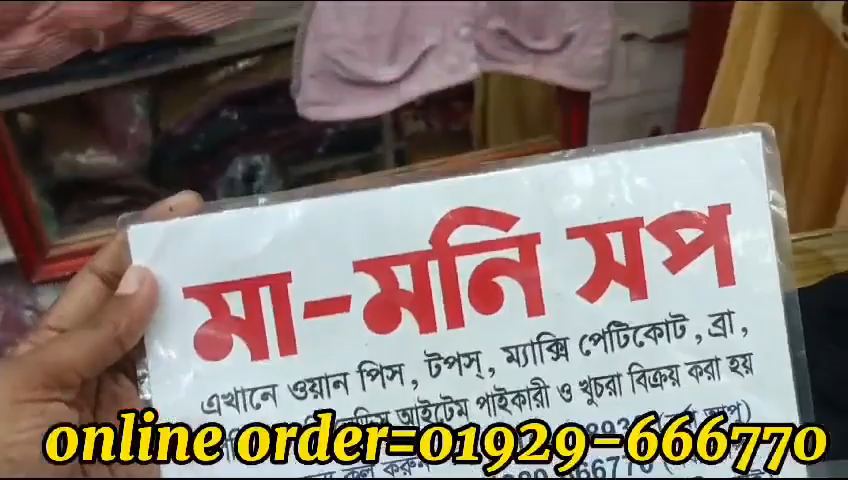 মা-মনি সপ
এখানে ওয়ান পিস, টপস্, ম্যাক্সি পেটিকোট, ব্রা,
আইটেম পাইকারী ও খুচরা বিক্রয় করা হয়
online order=01929-666770